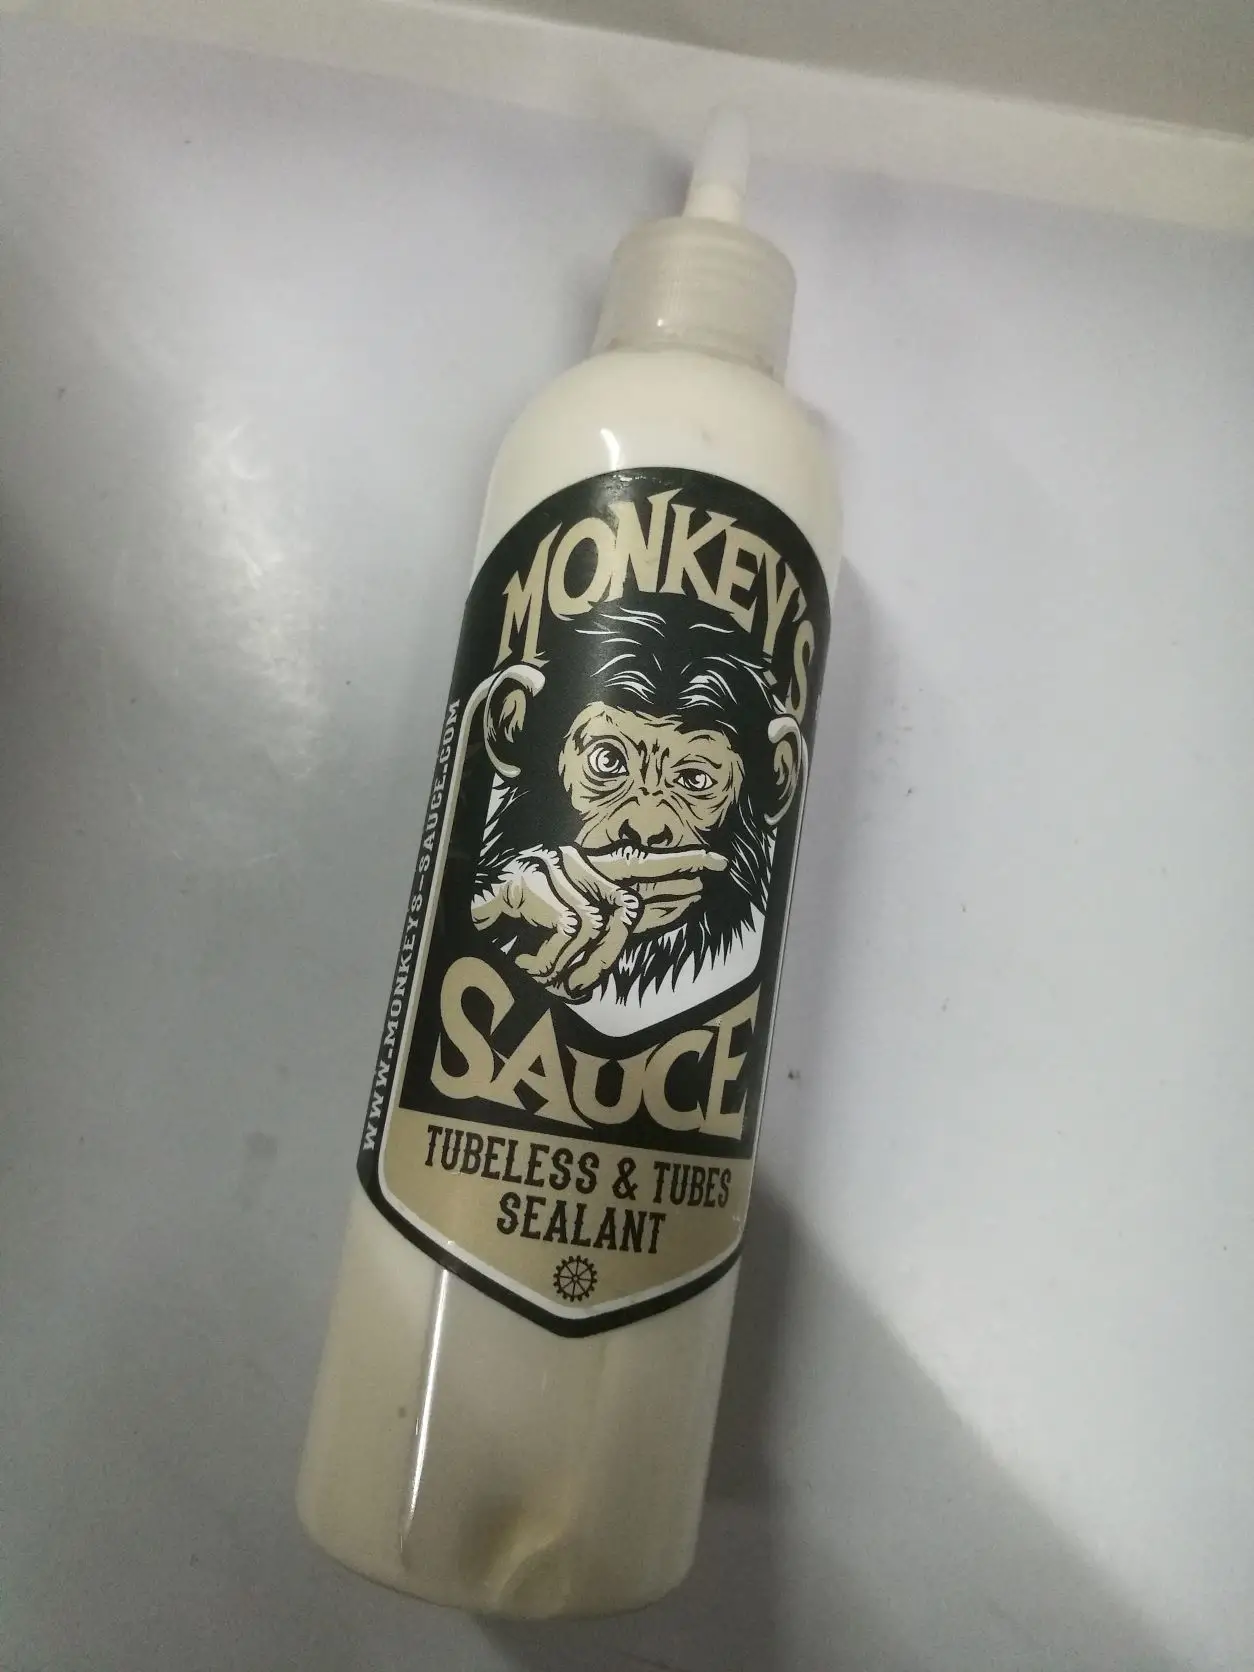 MONKEY'S
SAUCE
TUBELESS & TUBES
SEALANT
WWW.MONKEYS-SAUCE.COM